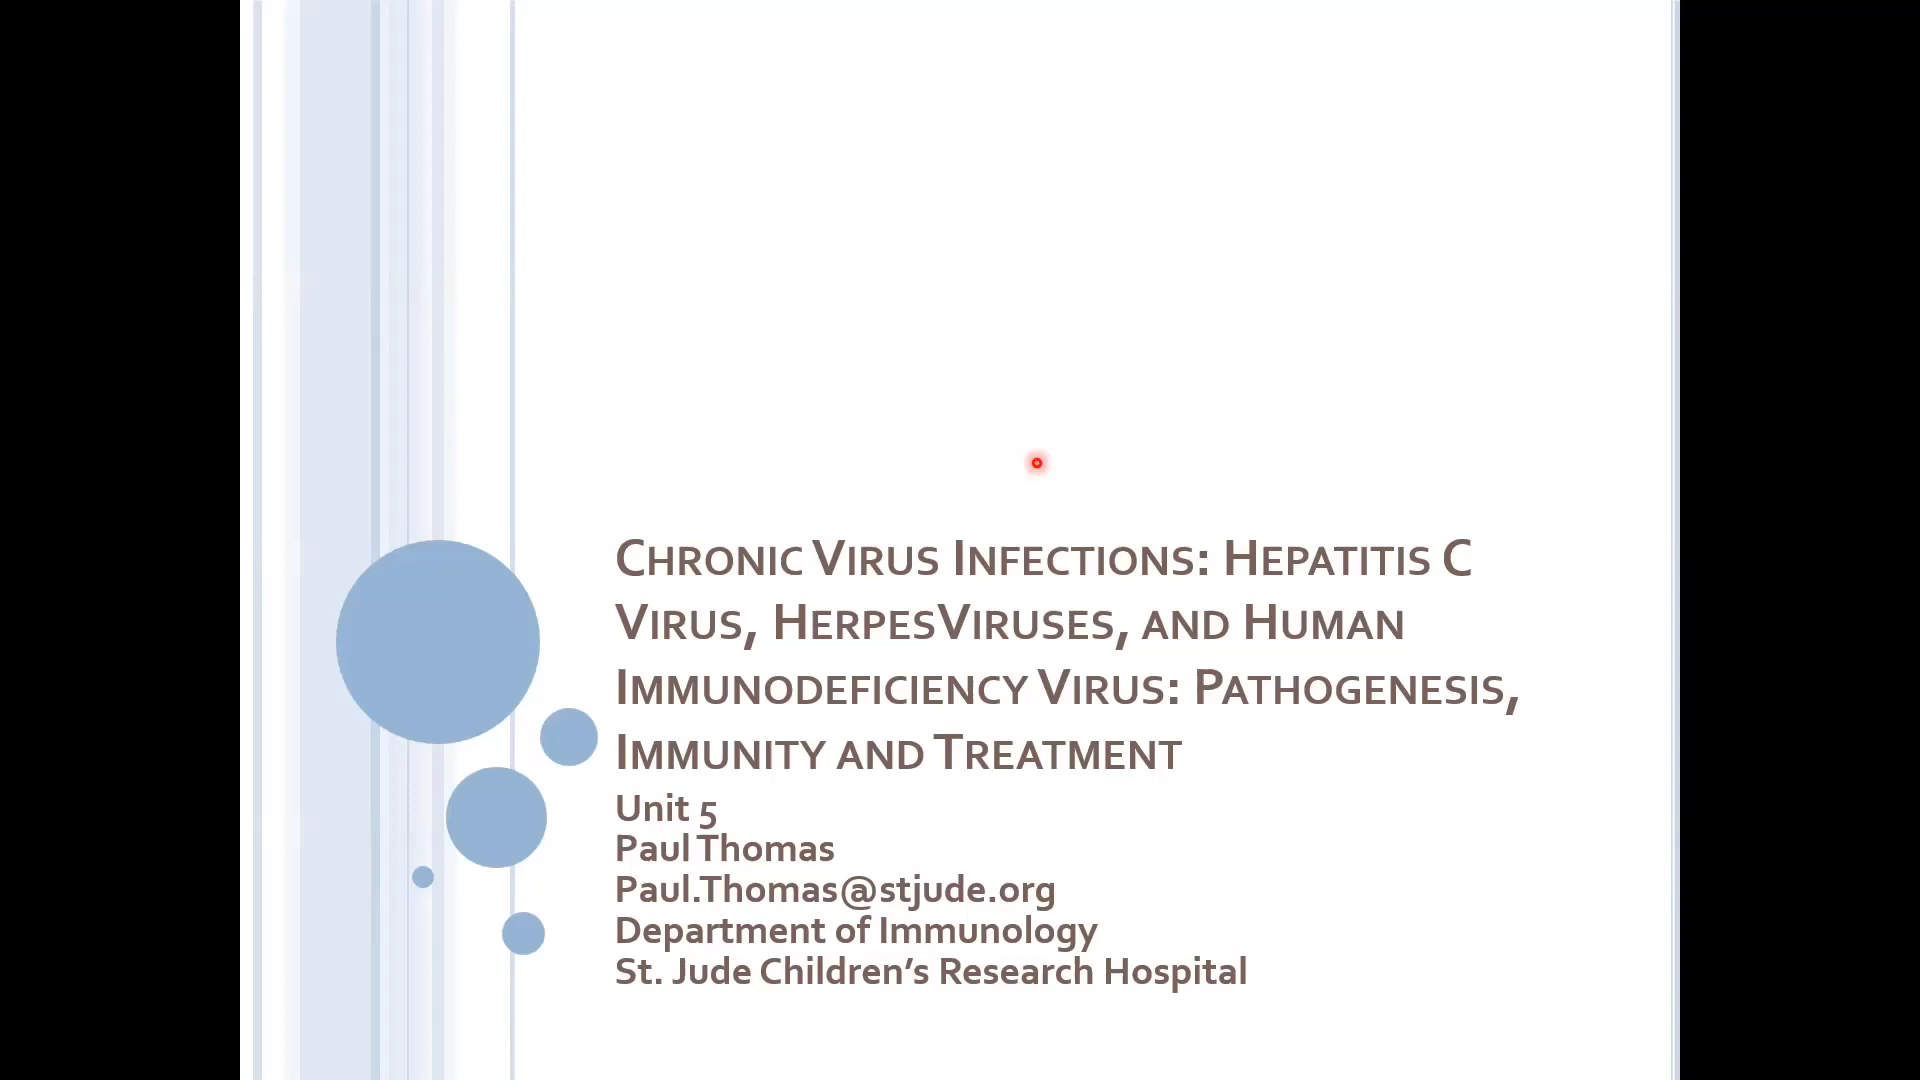 Chronic Virus Infections: Hepatitis C
Virus, HerpesViruses, and Human
Immunodeficiency Virus: Pathogenesis,
Immunity and Treatment
Unit 5
Paul Thomas
Paul.Thomas@stjude.org
Department of Immunology
St. Jude Children’s Research Hospital